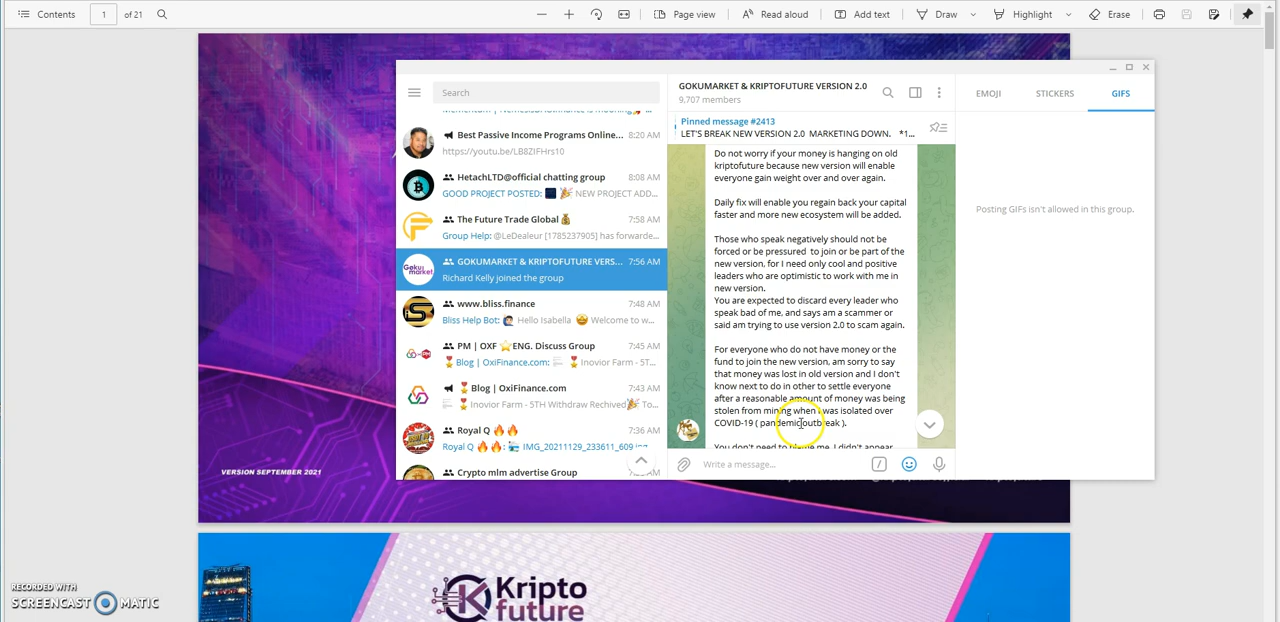 Contents
1
of 21
Page view
Read aloud
Add text
Draw
Highlight
Erase
Search
Best Passive Income Programs Online...
8:20 AM
https://youtu.be/LB8ZIFHrs10
HetachLTD@official chatting group
8:08 AM
GOOD PROJECT POSTED: NEW PROJECT ADD...
The Future Trade Global
7:58 AM
Group Help: @LeDealeur [1785237905] has forwarde...
GOKUMARKET & KRIPTOFUTURE VERS...
7:56 AM
Richard Kelly joined the group
www.bliss.finance
7:48 AM
Bliss Help Bot: Hello Isabella Welcome to w...
PM | OXF ⭐ENG. Discuss Group
7:45 AM
🎖Blog | OxiFinance.com: 🎖Inovior Farm - 5T...
🎖Blog | OxiFinance.com
7:43 AM
🎖Inovior Farm - 5TH Withdraw Rechived🎉 To...
Royal Q 🔥🔥
7:36 AM
Royal Q 🔥🔥: IMG_20211129_233611_609.jpg
Crypto mlm advertise Group
GOKUMARKET & KRIPTOFUTURE VERSION 2.0
9,707 members
Pinned message #2413
LET'S BREAK NEW VERSION 2.0 MARKETING DOWN. *1...
Do not worry if your money is hanging on old
kriptofuture because new version will enable
everyone gain weight over and over again.
Daily fix will enable you regain back your capital
faster and more new ecosystem will be added.
Those who speak negatively should not be
forced or be pressured to join or be part of the
new version, for I need only cool and positive
leaders who are optimistic to work with me in
new version.
You are expected to discard every leader who
speak bad of me, and says am a scammer or
said am trying to use version 2.0 to scam again.
For everyone who do not have money or the
fund to join the new version, am sorry to say
that money was lost in old version and I don't
know next to do in other to settle everyone
after a reasonable amount of money was being
stolen from mining when I was isolated over
COVID-19 ( pandemic outbreak ).
You don't need to blame me, I didn't appear
Write a message...
EMOJI
STICKERS
GIFS
Posting GIFs isn't allowed in this group.
Goku
market
VERSION SEPTEMBER 2021
Kripto
future
RECORDED WITH
SCREENCAST MATIC